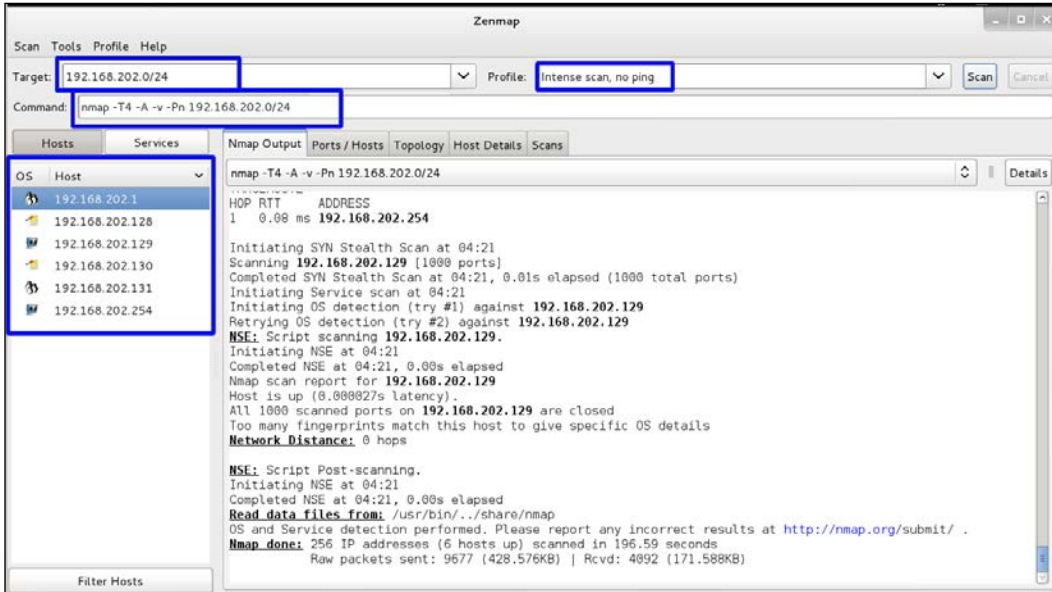 Zenmap
Scan Tools Profile Help
Target: 192.168.202.0/24 Profile: Intense scan, no ping Scan Cancel
Command: nmap -T4 -A -v -Pn 192.168.202.0/24
Hosts Services
Nmap Output Ports / Hosts Topology Host Details Scans
OS Host
192.168.202.1
192.168.202.128
192.168.202.129
192.168.202.130
192.168.202.131
192.168.202.254
Filter Hosts
nmap -T4 -A -v -Pn 192.168.202.0/24 Details
HOP RTT ADDRESS
1 0.08 ms 192.168.202.254
Initiating SYN Stealth Scan at 04:21
Scanning 192.168.202.129 [1000 ports]
Completed SYN Stealth Scan at 04:21, 0.01s elapsed (1000 total ports)
Initiating Service scan at 04:21
Initiating OS detection (try #1) against 192.168.202.129
Retrying OS detection (try #2) against 192.168.202.129
NSE: Script scanning 192.168.202.129.
Initiating NSE at 04:21
Completed NSE at 04:21, 0.00s elapsed
Nmap scan report for 192.168.202.129
Host is up (0.000027s latency).
All 1000 scanned ports on 192.168.202.129 are closed
Too many fingerprints match this host to give specific OS details
Network Distance: 0 hops
NSE: Script Post-scanning.
Initiating NSE at 04:21
Completed NSE at 04:21, 0.00s elapsed
Read data files from: /usr/bin/../share/nmap
OS and Service detection performed. Please report any incorrect results at http://nmap.org/submit/ .
Nmap done: 256 IP addresses (6 hosts up) scanned in 196.59 seconds
Raw packets sent: 9677 (428.576KB) | Rcvd: 4092 (171.588KB)